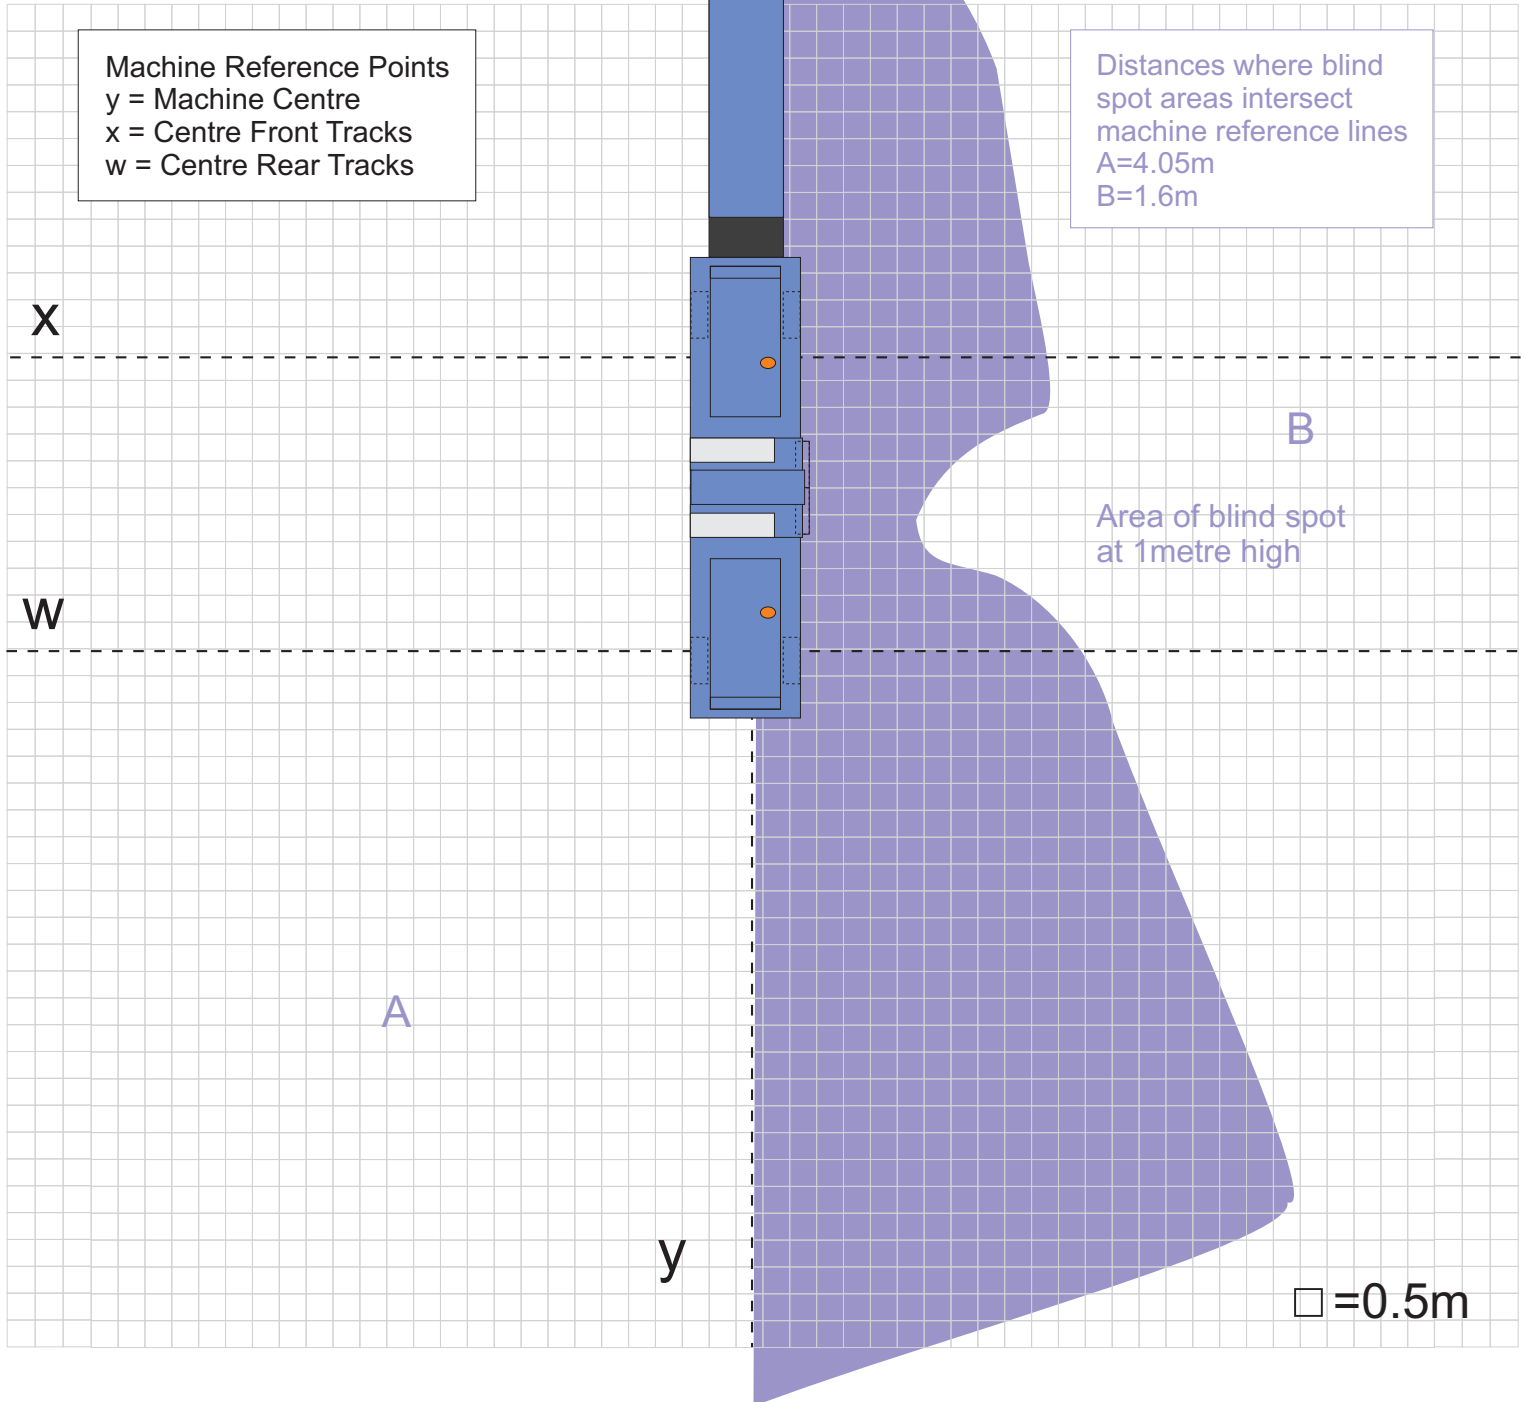 Machine Reference Points
y = Machine Centre
x = Centre Front Tracks
w = Centre Rear Tracks
Distances where blind
spot areas intersect
machine reference lines
A=4.05m
B=1.6m
x
B
Area of blind spot
at 1metre high
w
A
y
=0.5m